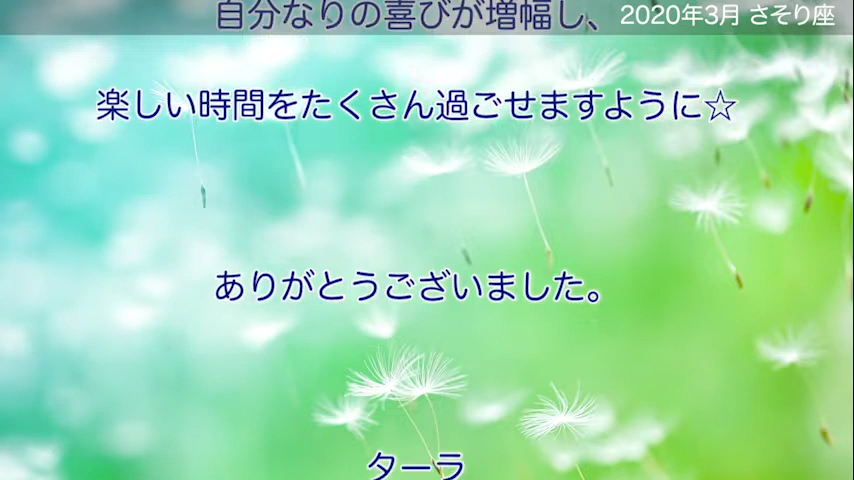 自分なりの喜びが増幅し、
2020年3月 さそり座
楽しい時間をたくさん過ごせますように☆
ありがとうございました。
ターラ